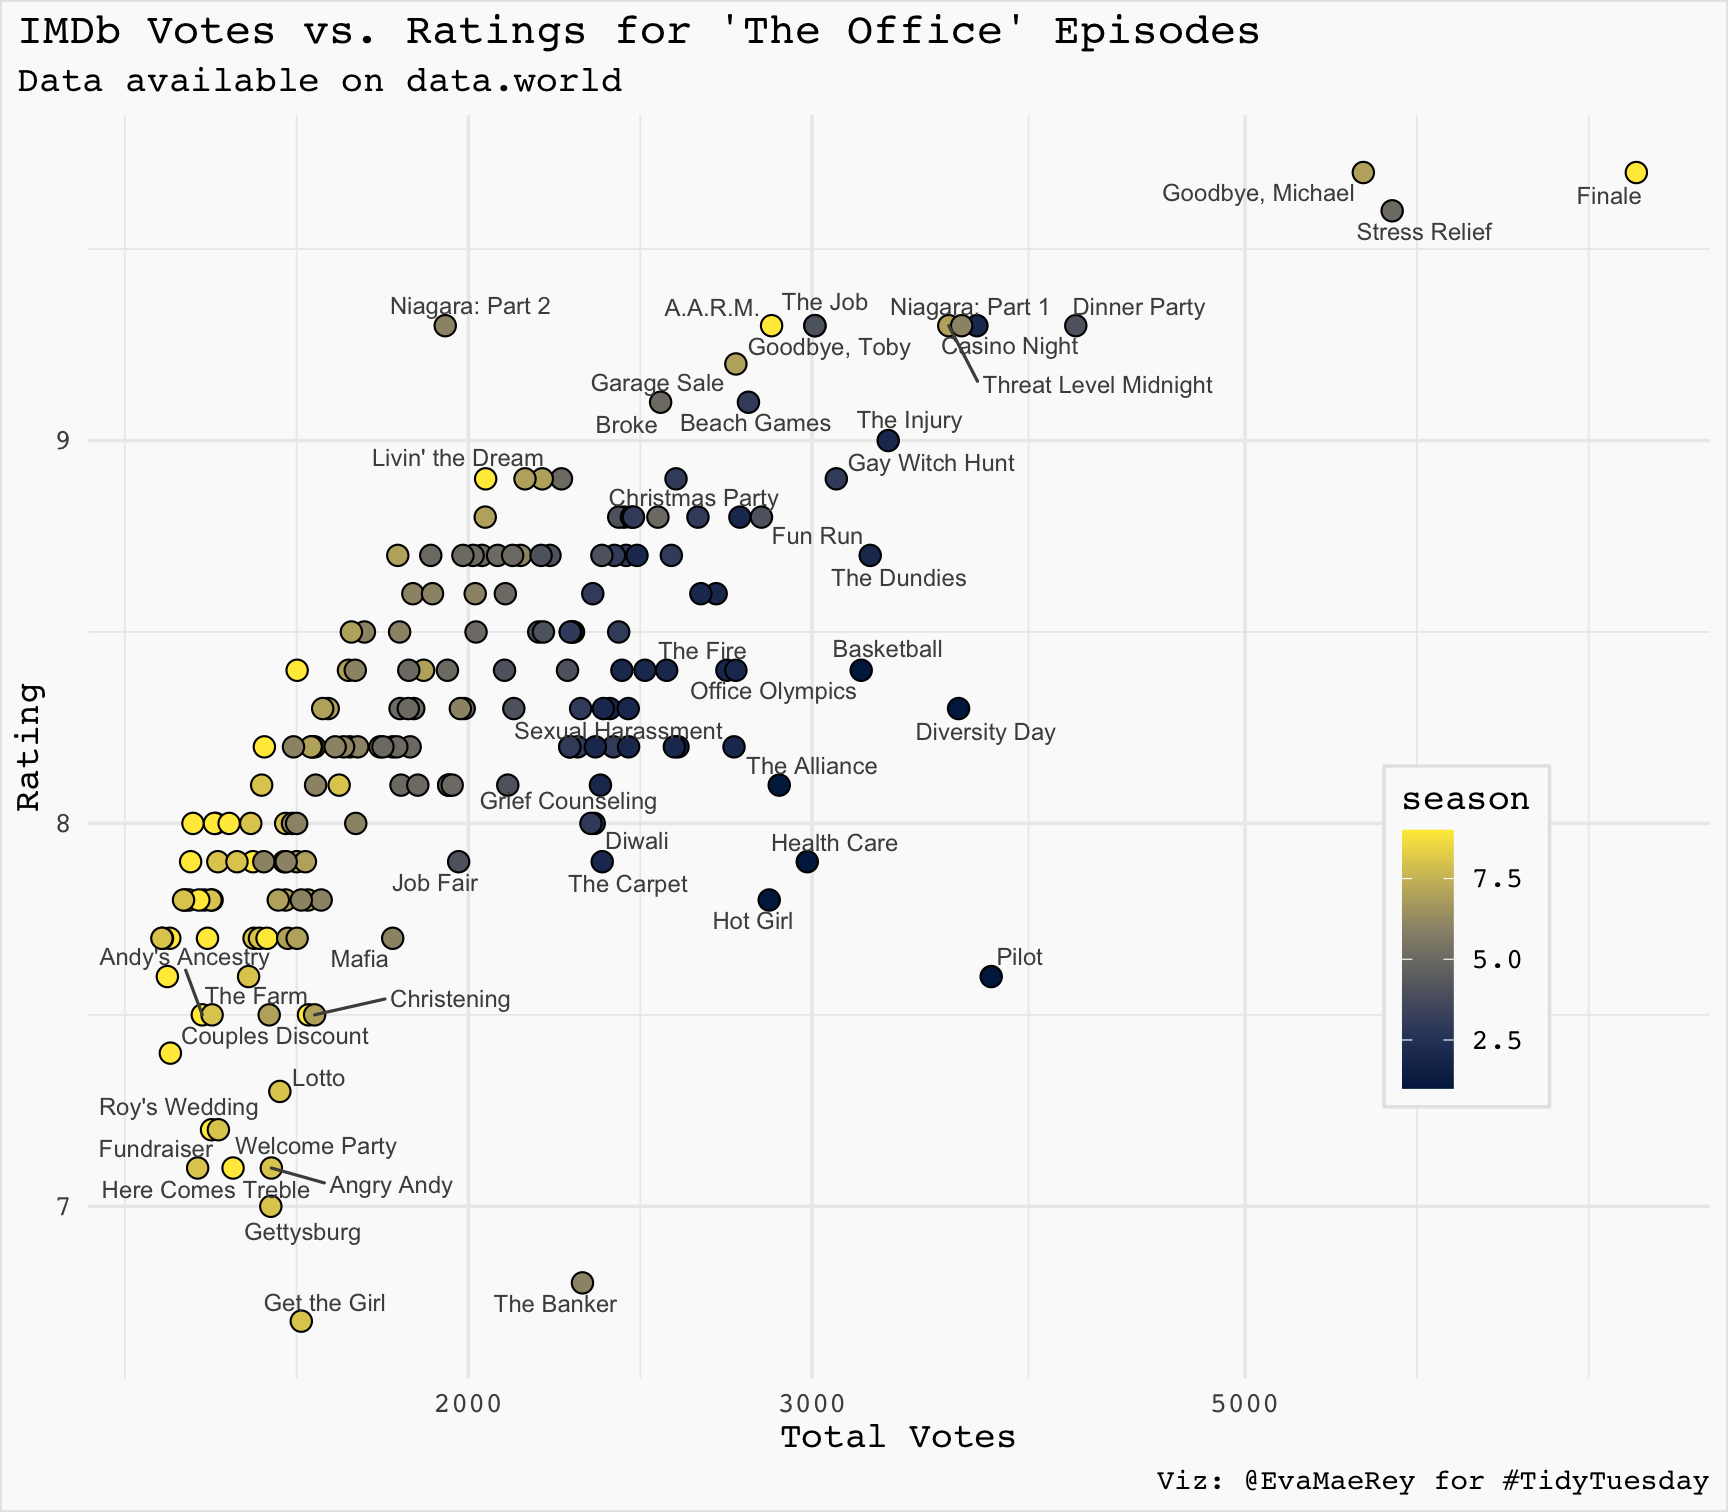 IMDb Votes vs. Ratings for 'The Office' Episodes
Data available on data.world
Goodbye, Michael
Finale
Stress Relief
Niagara: Part 2
A.A.R.M.
The Job
Niagara: Part 1
Dinner Party
Goodbye, Toby
Casino Night
Garage Sale
Threat Level Midnight
Broke
Beach Games
The Injury
9
Livin' the Dream
Gay Witch Hunt
Christmas Party
Fun Run
The Dundies
The Fire
Basketball
Office Olympics
Sexual Harassment
Diversity Day
Rating
The Alliance
Grief Counseling
8
Diwali
Health Care
Job Fair
The Carpet
Hot Girl
Andy's Ancestry
Mafia
Pilot
The Farm
Christening
Couples Discount
Lotto
Roy's Wedding
Fundraiser
Welcome Party
Here Comes Treble
Angry Andy
7
Gettysburg
Get the Girl
The Banker
season
7.5
5.0
2.5
2000
3000
5000
Total Votes
Viz: @EvaMaeRey for #TidyTuesday